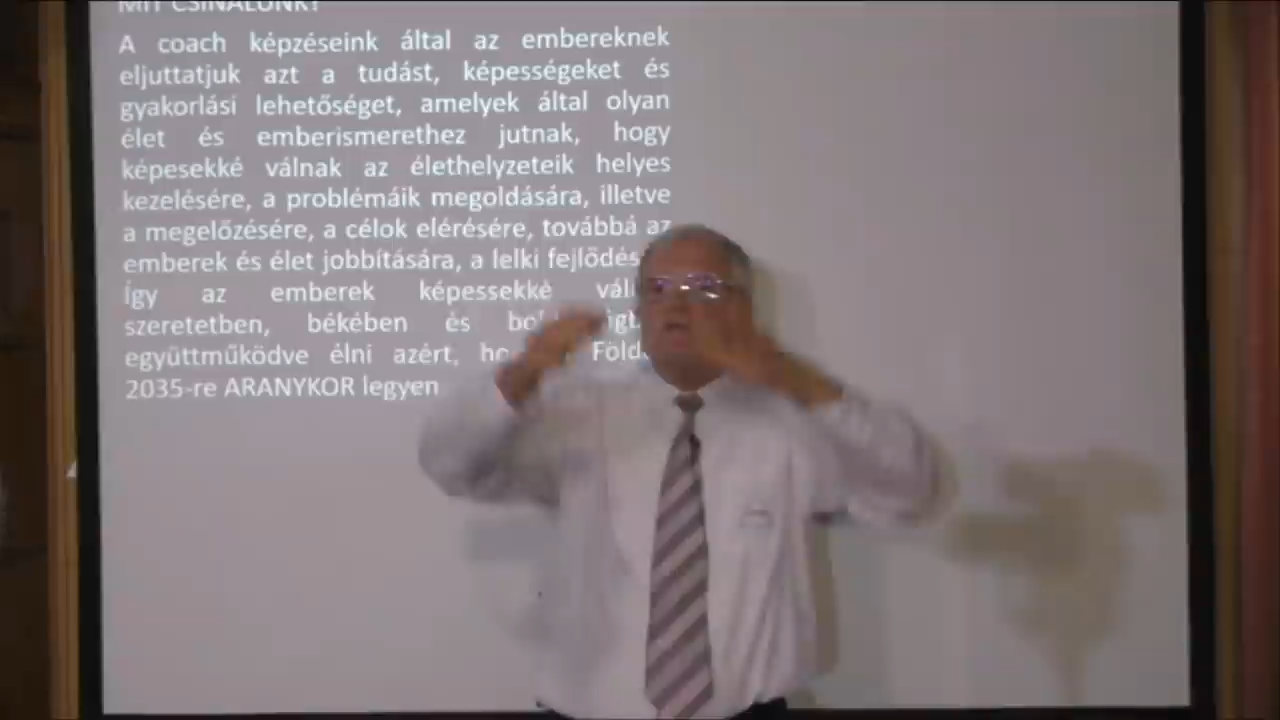 MIT CSINÁLUNK?
A coach képzéseink által az embereknek
eljuttatjuk azt a tudást, képességeket és
gyakorlási lehetőséget, amelyek által olyan
élet és emberismerethez jutnak, hogy
képesekké válnak az élethelyzeteik helyes
kezelésére, a problémáik megoldására, illetve
a megelőzésére, a célok elérésére, továbbá az
emberek és élet jobbítására, a lelki
Így az emberek képessekké
szeretetben, békében és
együttműködve élni azért,
2035-re ARANYKOR legyen